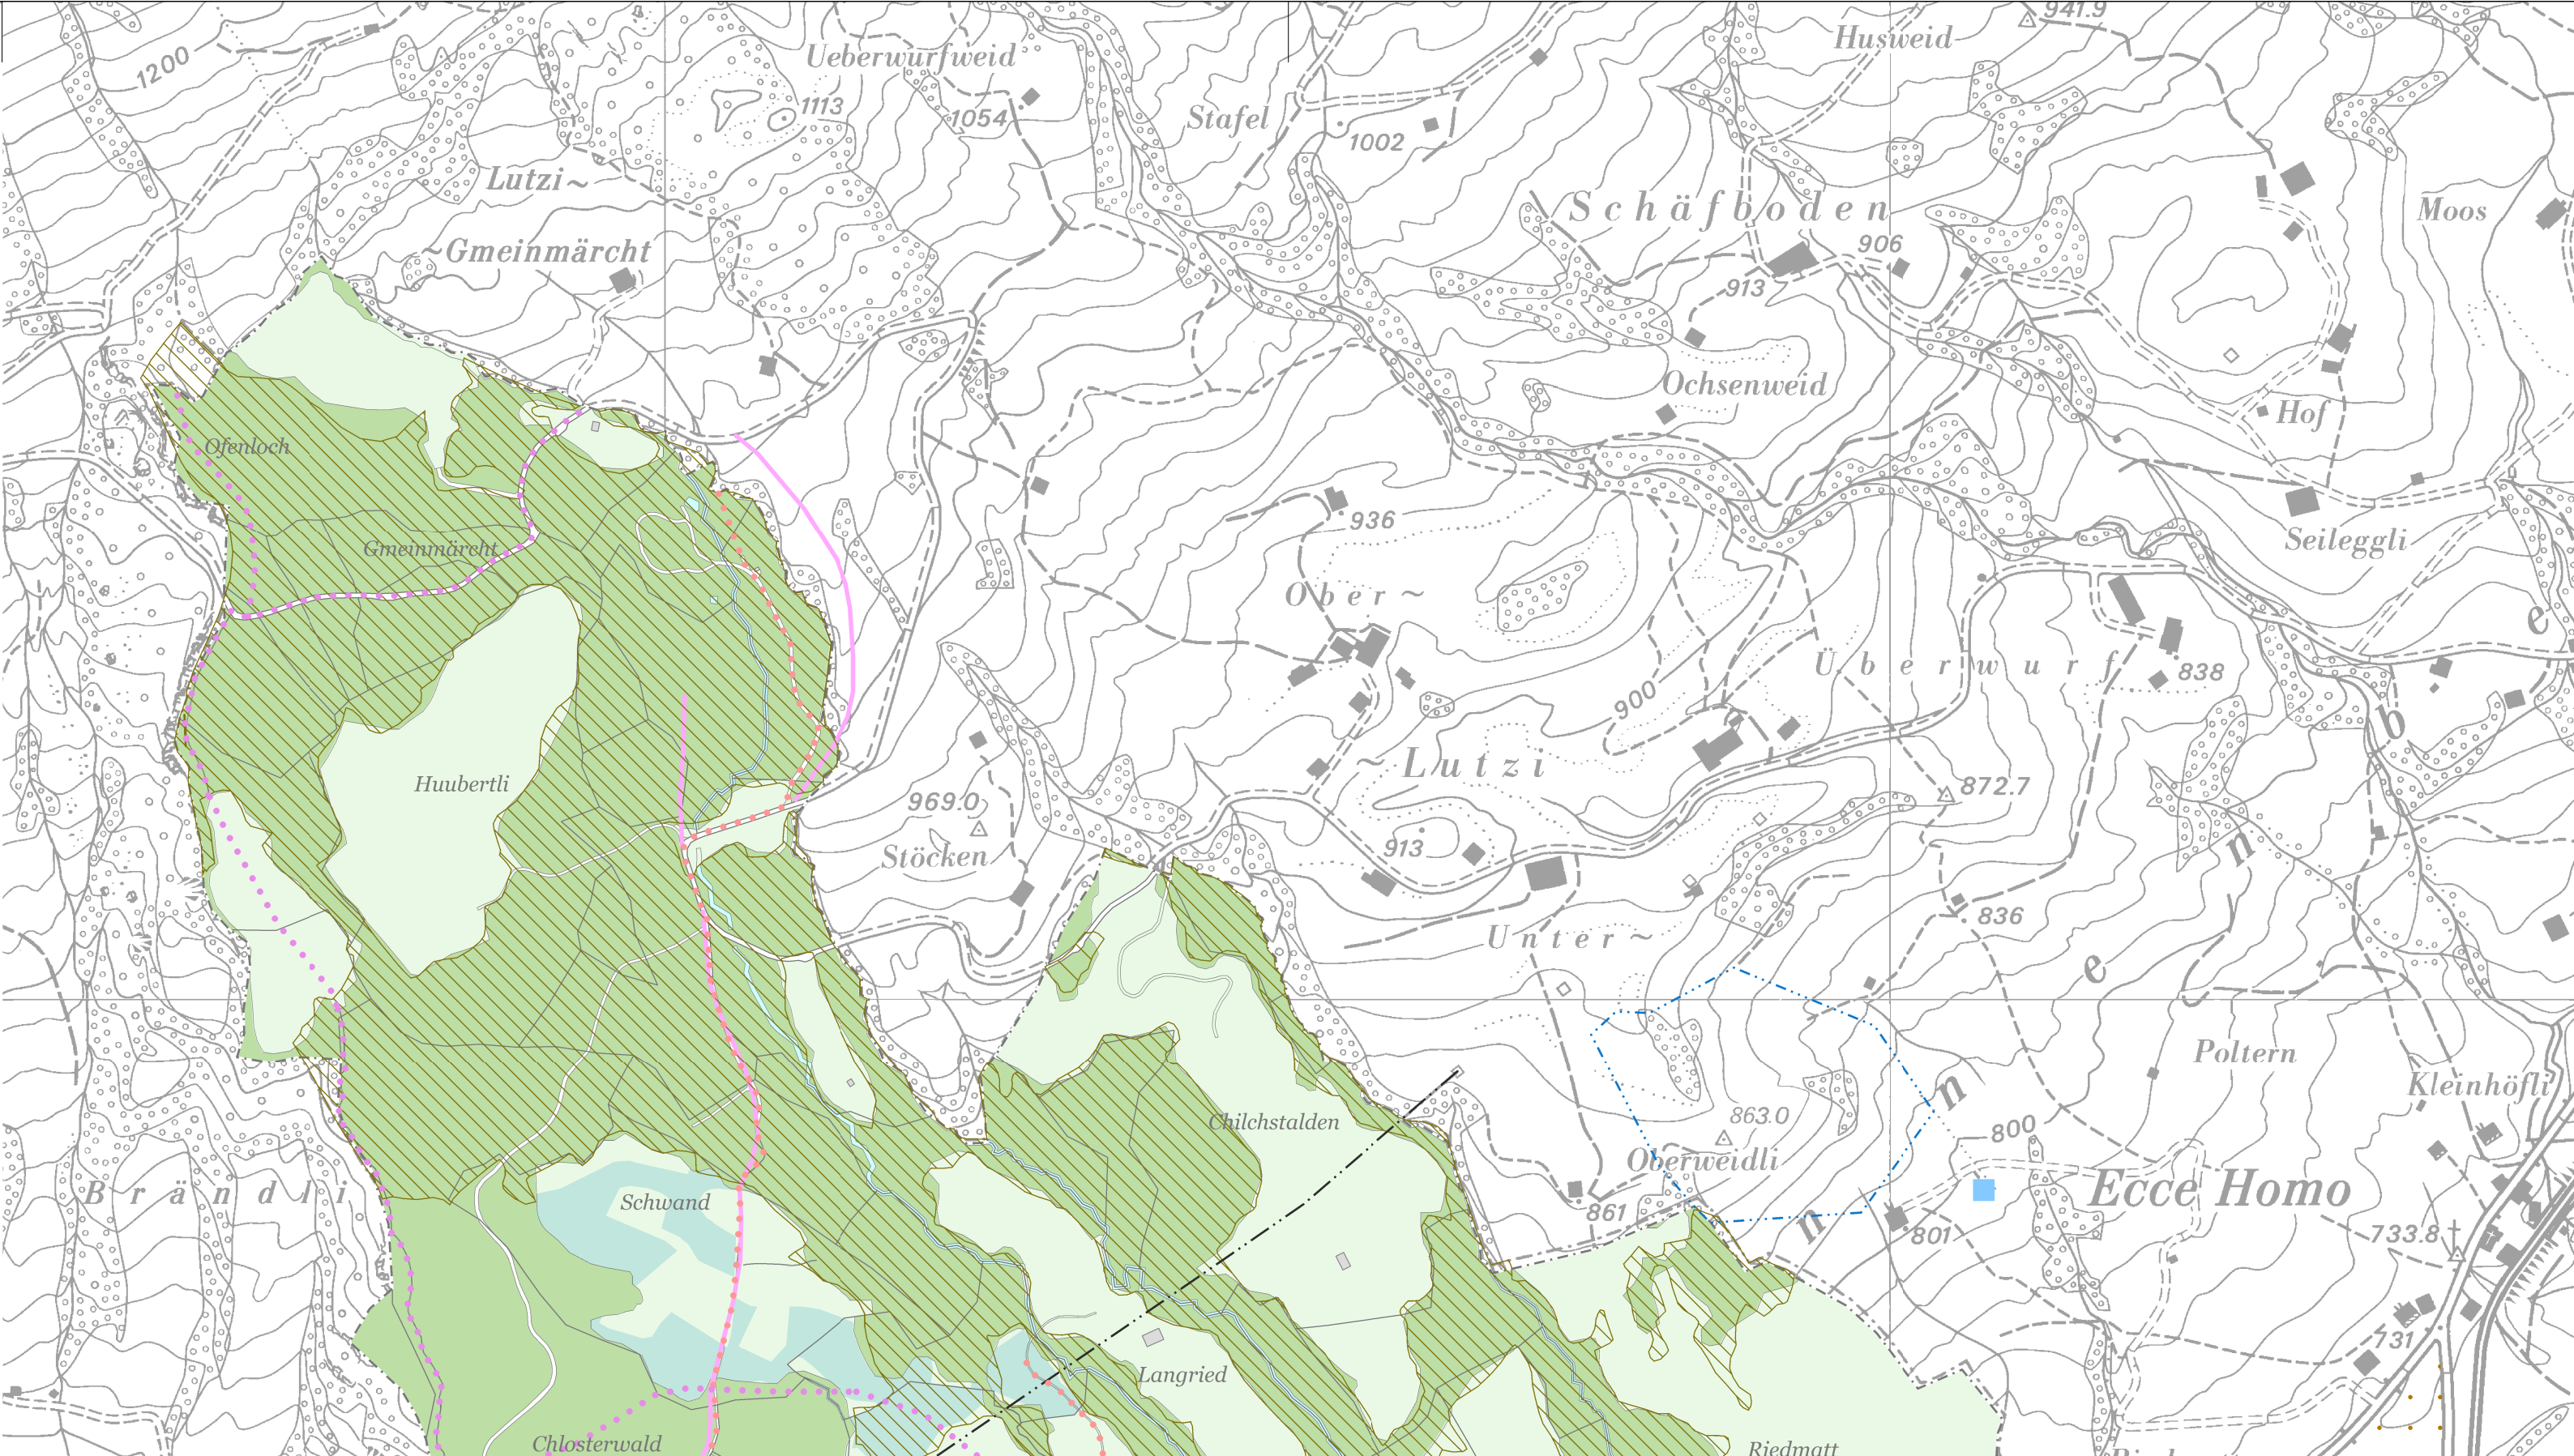 941.9
Husweid
Ueberwurfweid
1200
1113
1054
Stafel
1002
Lutzi~
Schäfboden
Moos
906
~Gmeinmärcht
913
Ochsenweid
Hof
Ofenloch
936
Seileggli
Gmeinmärcht
Ober~
e
Überwurf
838
900
b
~Lutzi
Huubertli
872.7
969.0
913
Stöcken
n
836
Unter~
e
Poltern
Kleinhöfli
n
863.0
Chilchstalden
800
Oberweidli
Brändli
Schwand
Ecce Homo
861
n
801
733.8
731
Langried
Chlosterwald
Riedmatt